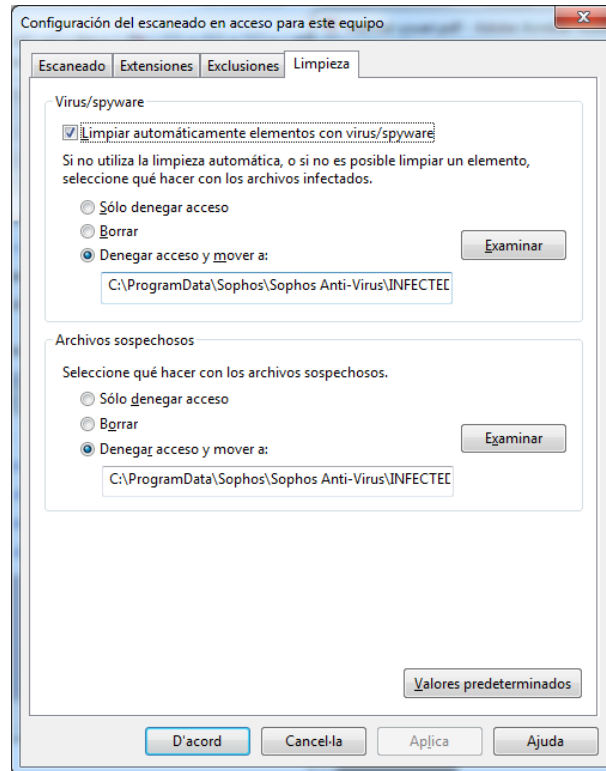 Configuración del escaneado en acceso para este equipo
Escaneado Extensiones Exclusiones Limpieza
Virus/spyware
Limpiar automáticamente elementos con virus/spyware
Si no utiliza la limpieza automática, o si no es posible limpiar un elemento,
seleccione qué hacer con los archivos infectados.
Sólo denegar acceso
Borrar
Denegar acceso y mover a:
Examinar
C:\ProgramData\Sophos\Sophos Anti-Virus\INFECTED
Archivos sospechosos
Seleccione qué hacer con los archivos sospechosos.
Sólo denegar acceso
Borrar
Denegar acceso y mover a:
Examinar
C:\ProgramData\Sophos\Sophos Anti-Virus\INFECTED
Valores predeterminados
D'acord Cancel·la Aplica Ajuda